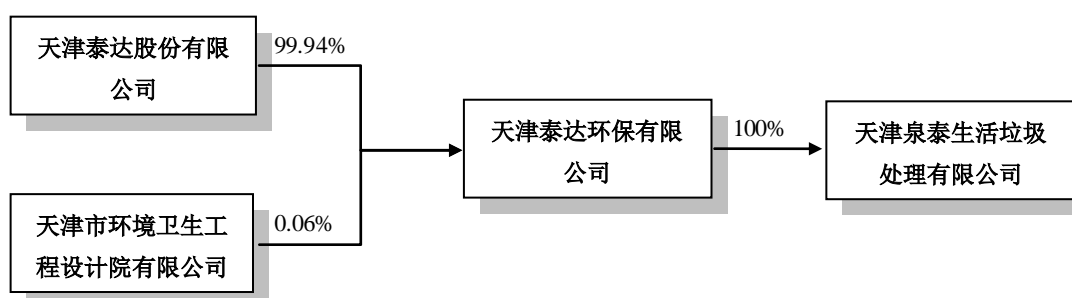 天津泰达股份有限
公司
99.94%
天津市环境卫生工
程设计院有限公司
0.06%
天津泰达环保有限
公司
100%
天津泉泰生活垃圾
处理有限公司